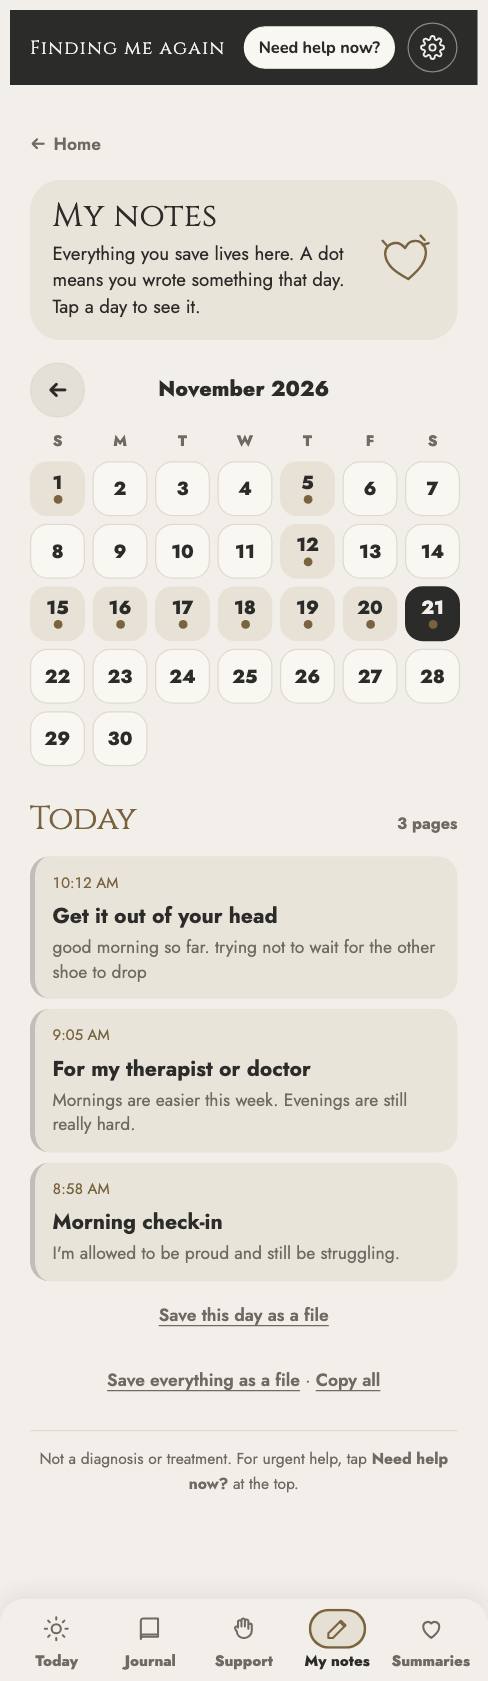 Finding me again
Need help now?
← Home
My notes
Everything you save lives here. A dot
means you wrote something that day.
Tap a day to see it.
← November 2026
S M T W T F S
1 2 3 4 5 6 7
8 9 10 11 12 13 14
15 16 17 18 19 20 21
22 23 24 25 26 27 28
29 30
Today 3 pages
10:12 AM
Get it out of your head
good morning so far. trying not to wait for the other
shoe to drop
9:05 AM
For my therapist or doctor
Mornings are easier this week. Evenings are still
really hard.
8:58 AM
Morning check-in
I'm allowed to be proud and still be struggling.
Save this day as a file
Save everything as a file · Copy all
Not a diagnosis or treatment. For urgent help, tap Need help
now? at the top.
Today Journal Support My notes Summaries